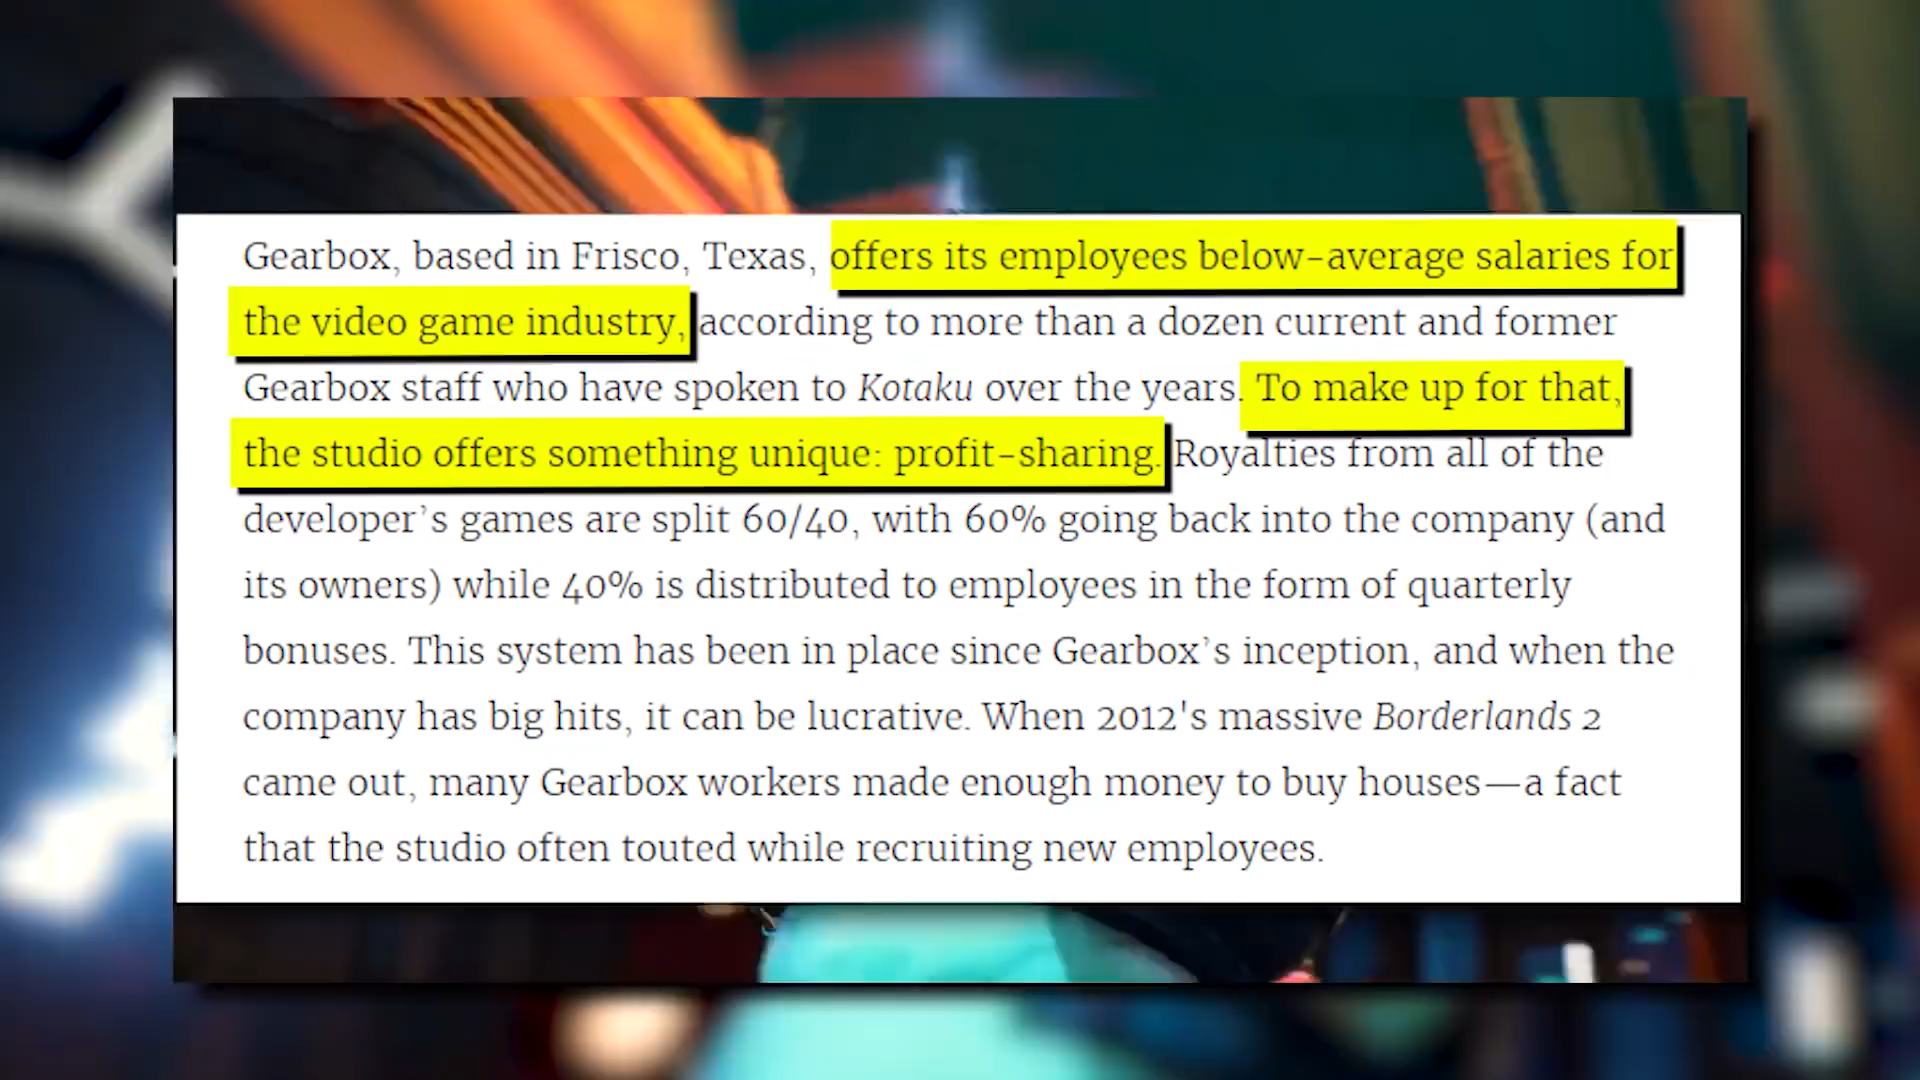 Gearbox, based in Frisco, Texas, offers its employees below-average salaries for
the video game industry, according to more than a dozen current and former
Gearbox staff who have spoken to Kotaku over the years. To make up for that,
the studio offers something unique: profit-sharing. Royalties from all of the
developer’s games are split 60/40, with 60% going back into the company (and
its owners) while 40% is distributed to employees in the form of quarterly
bonuses. This system has been in place since Gearbox’s inception, and when the
company has big hits, it can be lucrative. When 2012's massive Borderlands 2
came out, many Gearbox workers made enough money to buy houses—a fact
that the studio often touted while recruiting new employees.